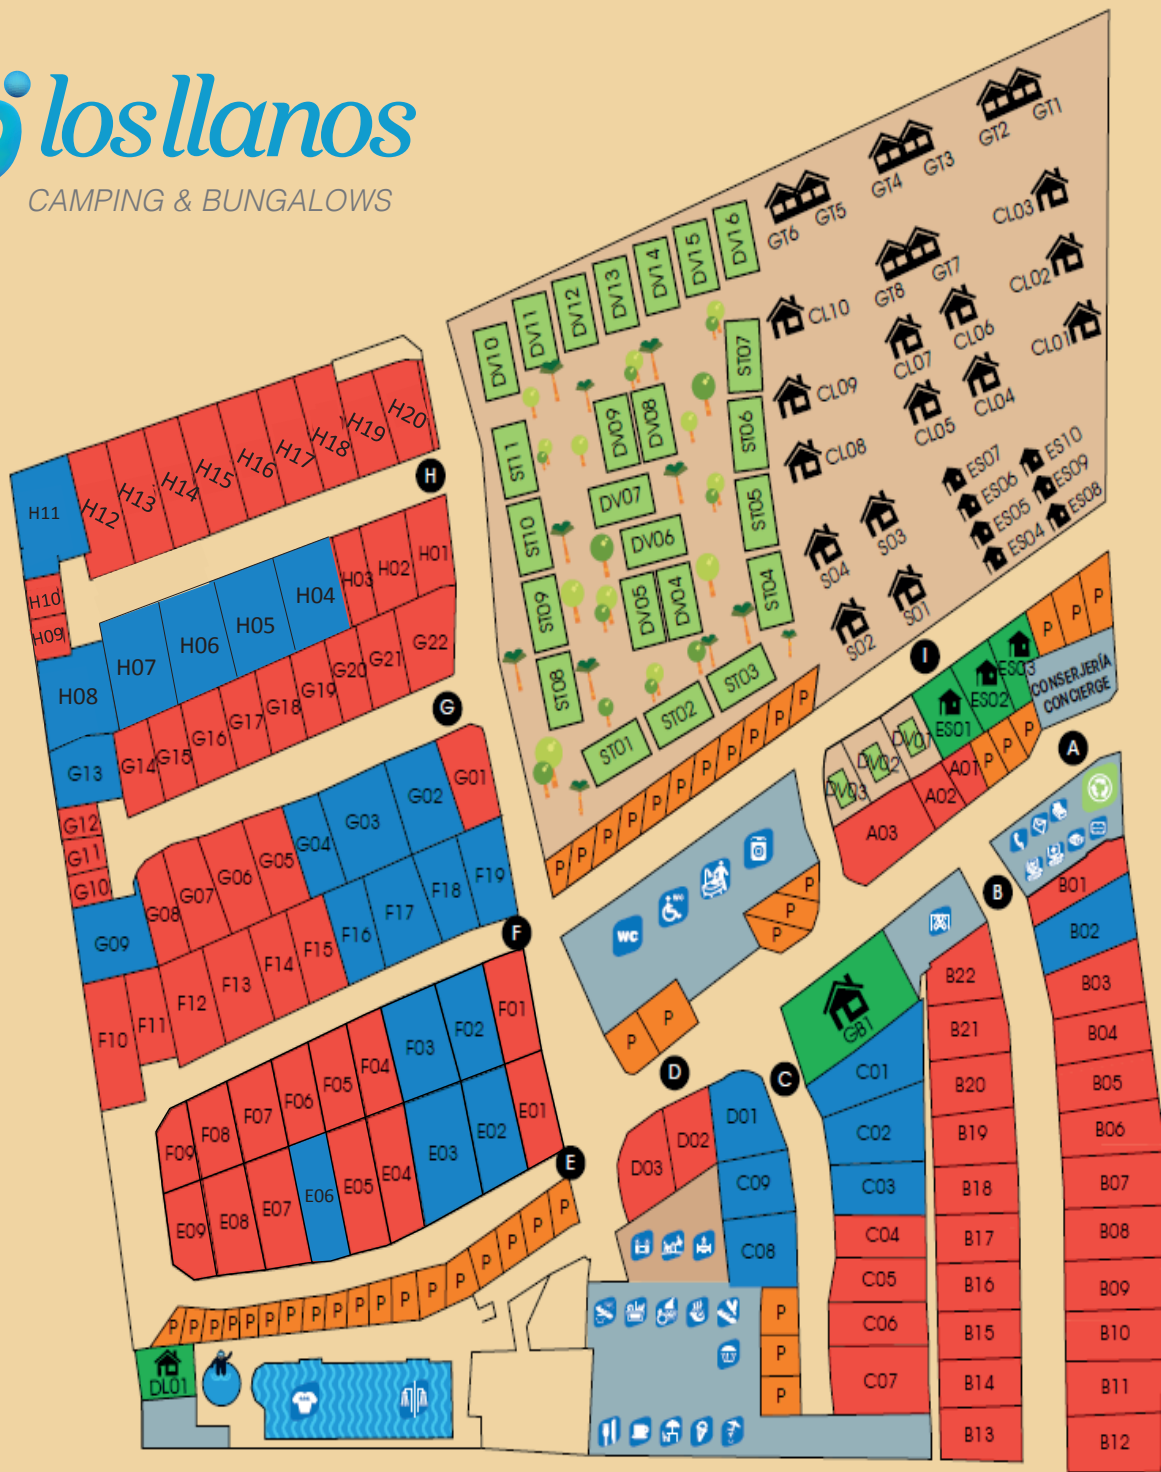 los llanos
CAMPING & BUNGALOWS
GT1
GT2
GT3
GT4
GT5
GT6
GT7
GT8
CL03
CL02
CL01
CL10
CL06
CL07
CL09
CL04
CL05
CL08
DV16
DV15
DV14
DV13
DV12
DV11
DV10
ST07
DV09
DV08
ST06
ST11
DV07
ST05
ST10
DV06
ST04
ST09
DV05
DV04
ST08
ST03
ST02
ST01
ES10
ES07
ES09
ES06
ES08
ES05
ES04
S03
S04
S01
S02
H20
H19
H18
H17
H16
H15
H14
H13
H12
H11
H
H01
H02
H03
H04
H05
H06
H07
H08
H09
H10
G22
G21
G20
G19
G18
G17
G16
G15
G14
G13
G
G12
G11
G10
G09
G01
G02
G03
G04
G05
G06
G07
G08
F19
F18
F17
F16
F15
F14
F13
F12
F11
F10
F
F01
F02
F03
F04
F05
F06
F07
F08
F09
E01
E02
E03
E04
E05
E06
E07
E08
E09
E
P P P P P P P P P P P
I
P P P
ES03
ES02
ES01
CONSERJERÍA
CONCIERGE
DV01
DV02
DV03
P P P
A01
A02
A03
A
WC
P
P
P
P P
B
B01
B02
B03
B04
B05
B06
B07
B08
B09
B10
B11
B12
B22
B21
B20
B19
B18
B17
B16
B15
B14
B13
GB1
C
C01
C02
C03
C04
C05
C06
C07
D
D01
D02
D03
C09
C08
P
P
P
P P P P P P P P P P P P P P P P P
DL01